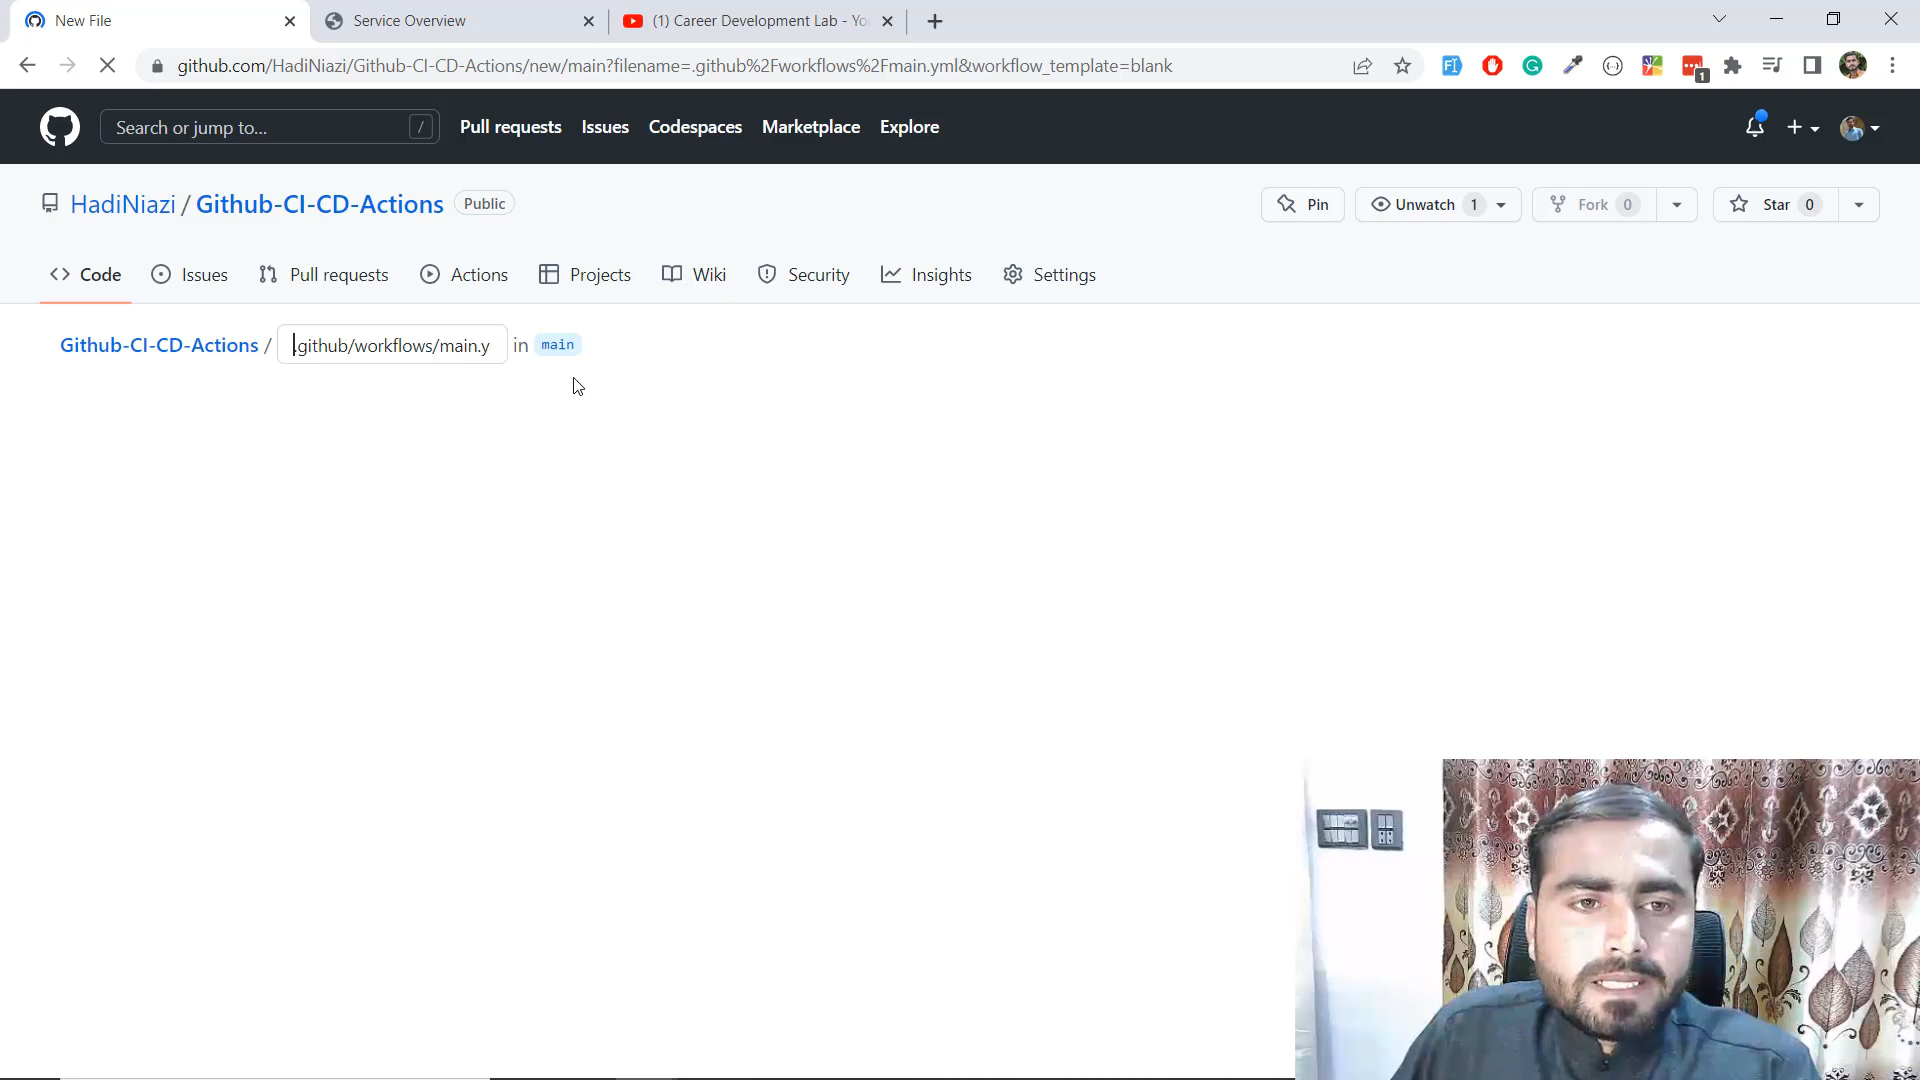 New File
Service Overview
(1) Career Development Lab - Yo
github.com/HadiNiazi/Github-CI-CD-Actions/new/main?filename=.github%2Fworkflows%2Fmain.yml&workflow_template=blank
1
Search or jump to...
/
Pull requests
Issues
Codespaces
Marketplace
Explore
HadiNiazi / Github-CI-CD-Actions
Public
Pin
Unwatch 1
Fork 0
Star 0
Code
Issues
Pull requests
Actions
Projects
Wiki
Security
Insights
Settings
Github-CI-CD-Actions / .github/workflows/main.y in main